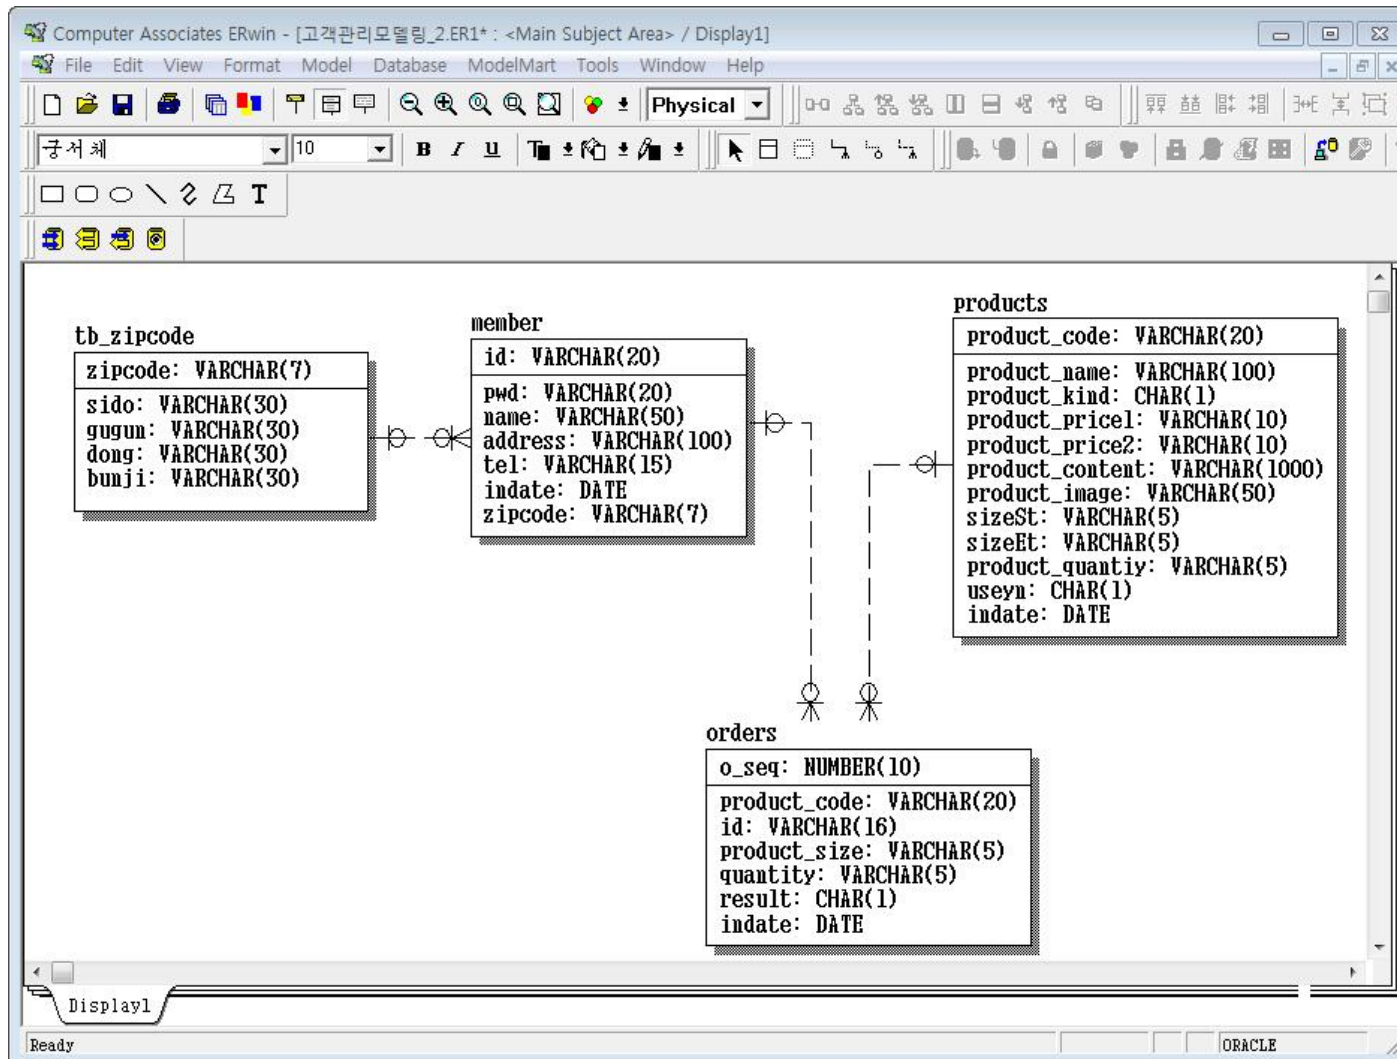 Computer Associates ERwin - [고객관리모델링_2.ER1* : <Main Subject Area> / Display1]
File Edit View Format Model Database ModelMart Tools Window Help
Physical
궁서체 10 B I U
T
tb_zipcode
zipcode: VARCHAR(7)
sido: VARCHAR(30)
gugun: VARCHAR(30)
dong: VARCHAR(30)
bunji: VARCHAR(30)
member
id: VARCHAR(20)
pwd: VARCHAR(20)
name: VARCHAR(50)
address: VARCHAR(100)
tel: VARCHAR(15)
indate: DATE
zipcode: VARCHAR(7)
products
product_code: VARCHAR(20)
product_name: VARCHAR(100)
product_kind: CHAR(1)
product_price1: VARCHAR(10)
product_price2: VARCHAR(10)
product_content: VARCHAR(1000)
product_image: VARCHAR(50)
sizeSt: VARCHAR(5)
sizeEt: VARCHAR(5)
product_quantiy: VARCHAR(5)
useyn: CHAR(1)
indate: DATE
orders
o_seq: NUMBER(10)
product_code: VARCHAR(20)
id: VARCHAR(16)
product_size: VARCHAR(5)
quantity: VARCHAR(5)
result: CHAR(1)
indate: DATE
Display1
Ready
ORACLE